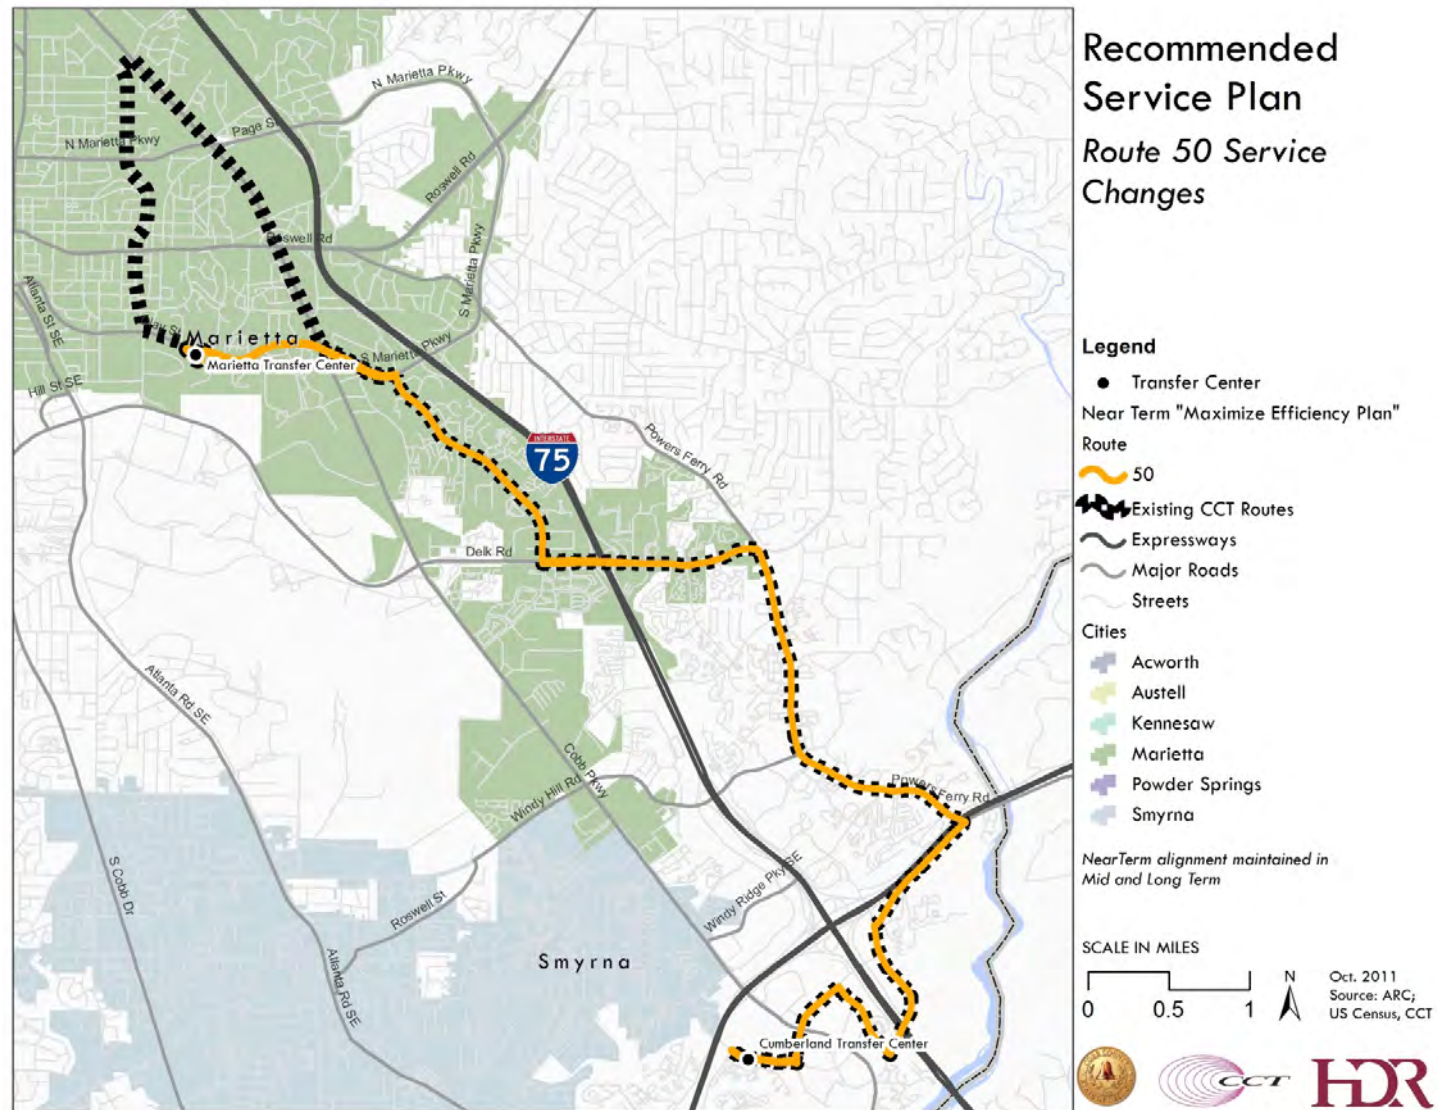 Recommended
Service Plan
Route 50 Service
Changes
Legend
Transfer Center
Near Term "Maximize Efficiency Plan"
Route
50
Existing CCT Routes
Expressways
Major Roads
Streets
Cities
Acworth
Austell
Kennesaw
Marietta
Powder Springs
Smyrna
NearTerm alignment maintained in
Mid and Long Term
SCALE IN MILES
0 0.5 1
N
Oct. 2011
Source: ARC;
US Census, CCT
CCT
HDR
N Marietta Pkwy
Page St
N Marietta Pkwy
Roswell Rd
Roswell Rd
S Marietta Pkwy
Atlanta St SE
Marietta
S Marietta Pkwy
Marietta Transfer Center
Hill St SE
INTERSTATE
75
Powers Ferry Rd
Delk Rd
Atlanta Rd SE
Cobb Pkwy
Windy Hill Rd
Powers Ferry Rd
S Cobb Dr
Roswell St
Windy Ridge Pky SE
Smyrna
Atlanta Rd SE
Cumberland Transfer Center